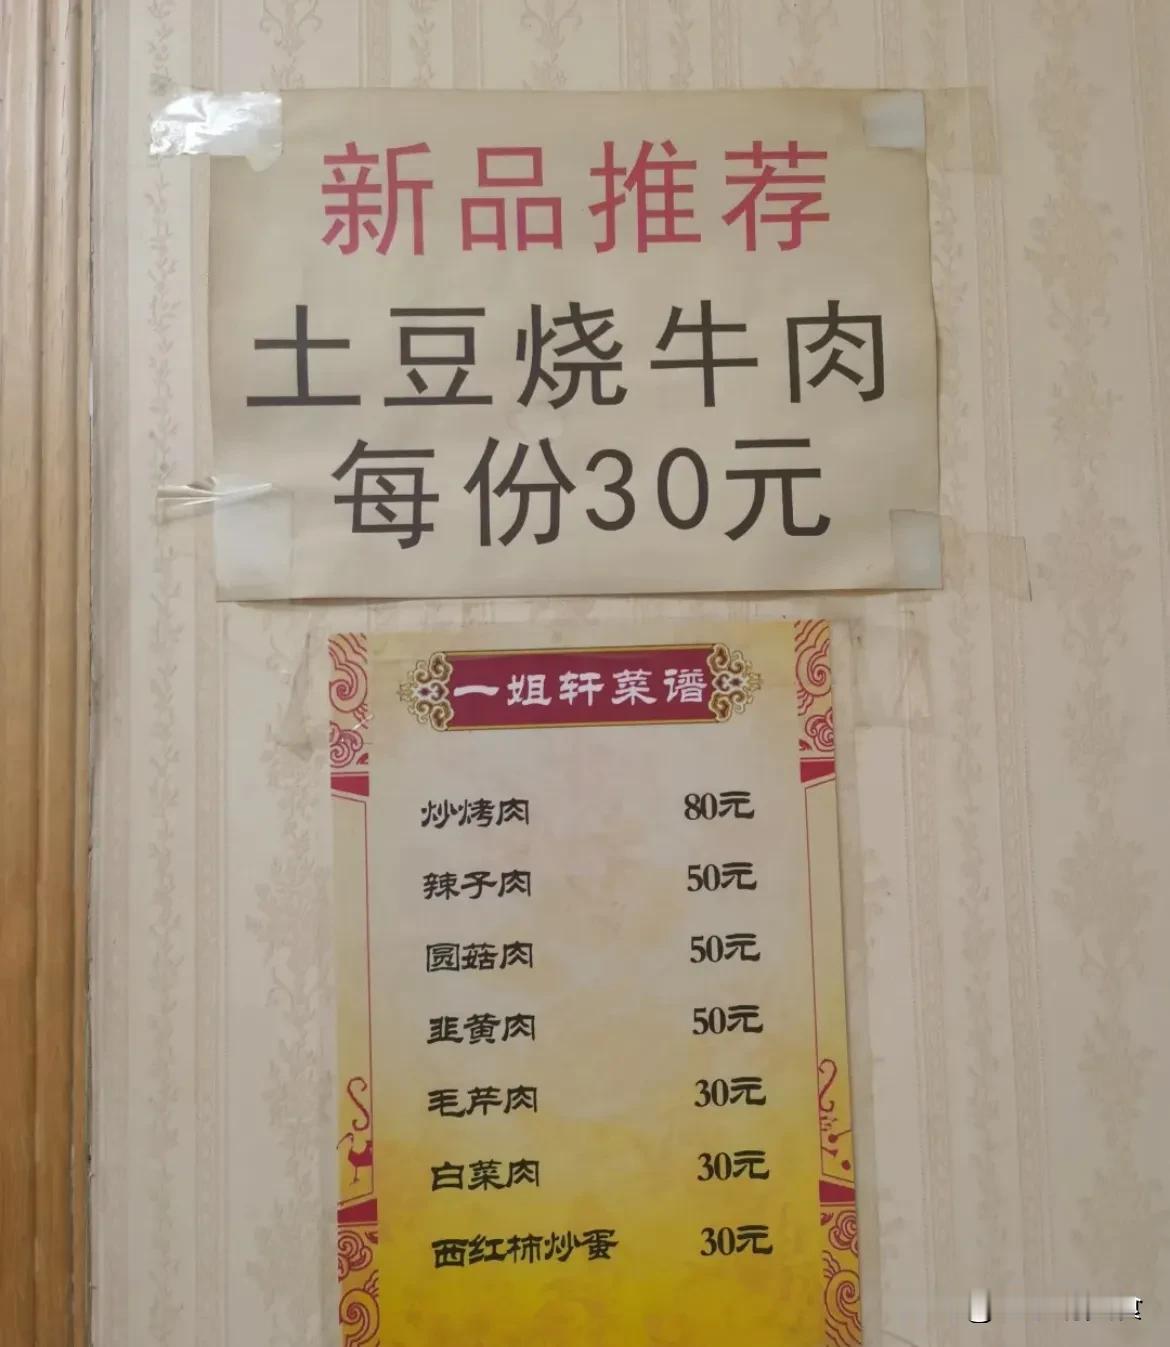 新品推荐
土豆烧牛肉
每份30元
一姐轩菜谱
炒烤肉 80元
辣子肉 50元
圆菇肉 50元
韭黄肉 50元
毛芹肉 30元
白菜肉 30元
西红柿炒蛋 30元